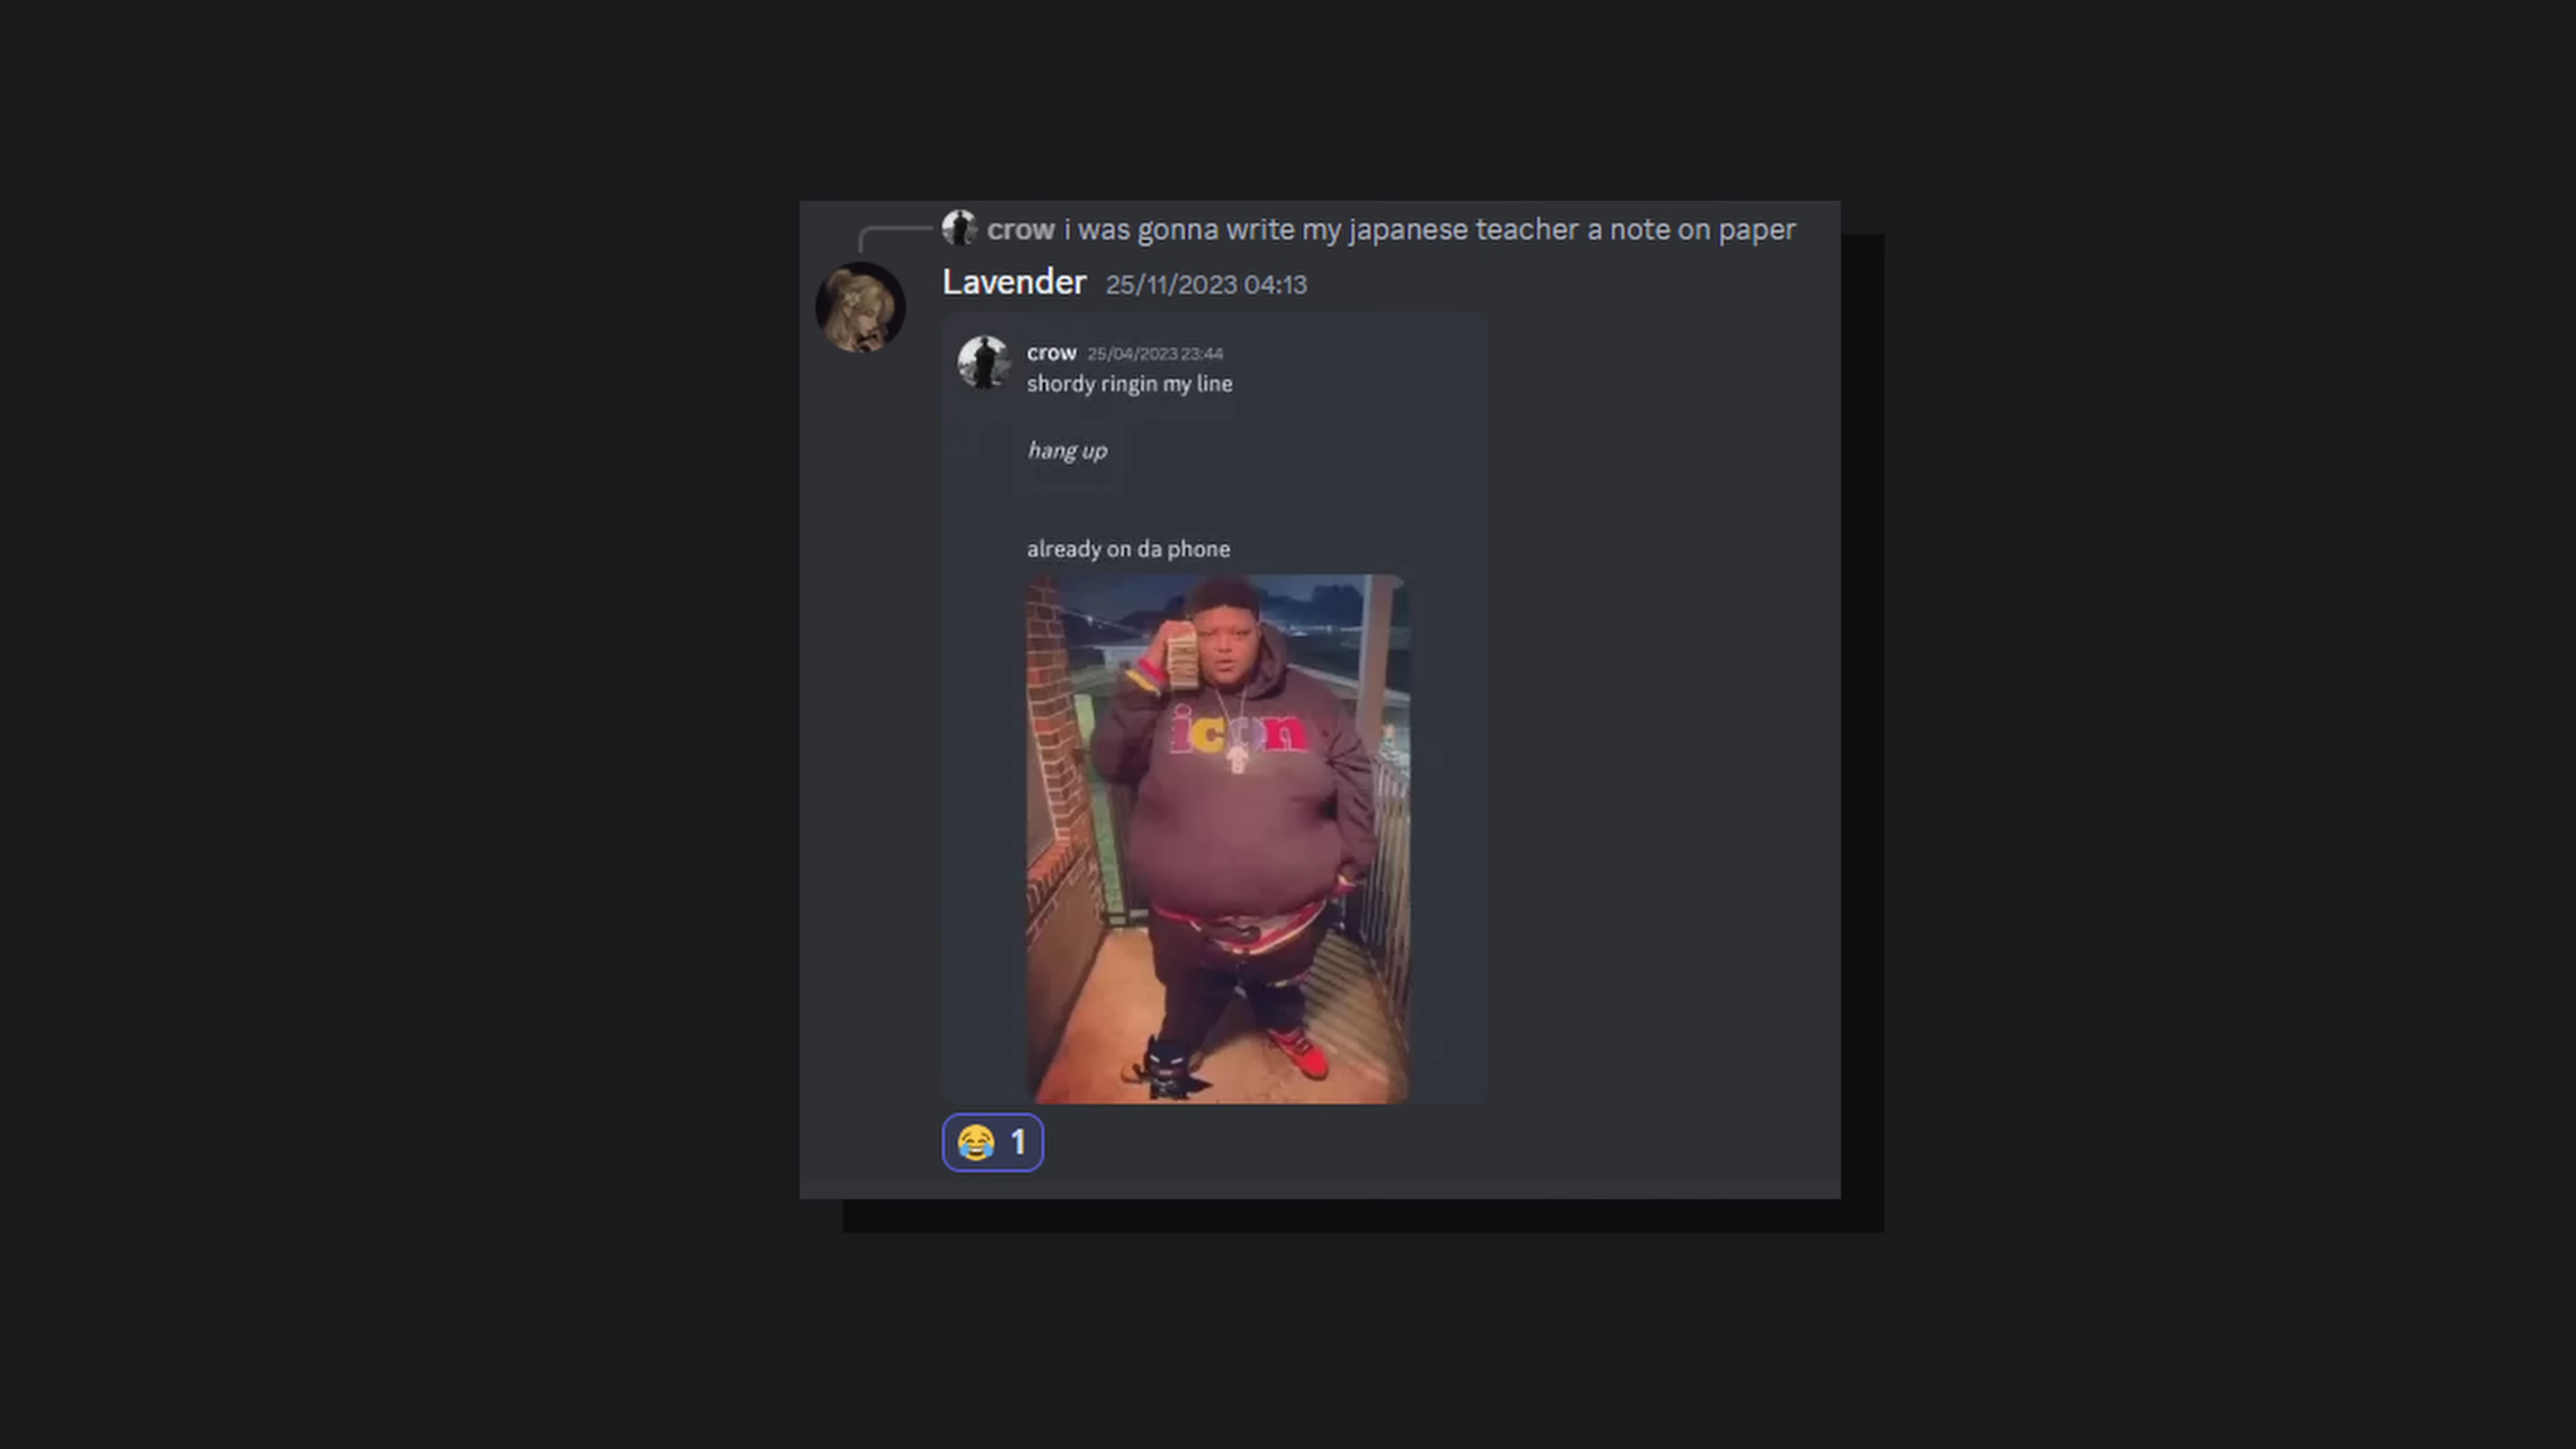 crow i was gonna write my japanese teacher a note on paper
Lavender 25/11/2023 04:13
crow 25/04/2023 23:44
shordy ringin my line
hang up
already on da phone
icon
1